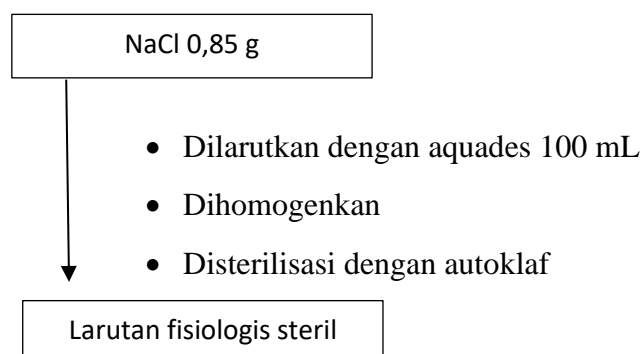 NaCl 0,85 g
• Dilarutkan dengan aquades 100 mL
• Dihomogenkan
• Disterilisasi dengan autoklaf
Larutan fisiologis steril